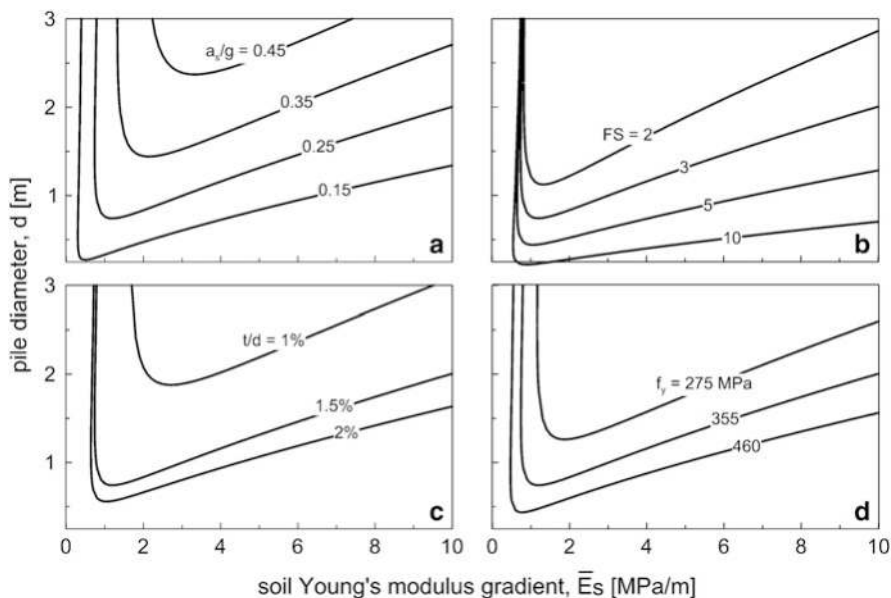 3
2
1
pile diameter, d [m]
a_s/g = 0.45
0.35
0.25
0.15
a
FS = 2
3
5
10
b
3
2
1
t/d = 1%
1.5%
2%
c
f_y = 275 MPa
355
460
d
0 2 4 6 8 10
0 2 4 6 8 10
soil Young's modulus gradient, E̅s [MPa/m]